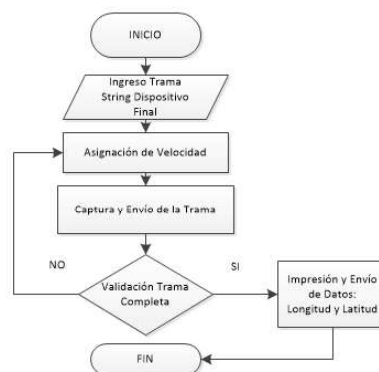 INICIO
Ingreso Trama
String Dispositivo
Final
Asignación de Velocidad
Captura y Envío de la Trama
NO
SI
Validación Trama
Completa
Impresión y Envío
de Datos:
Longitud y Latitud
FIN